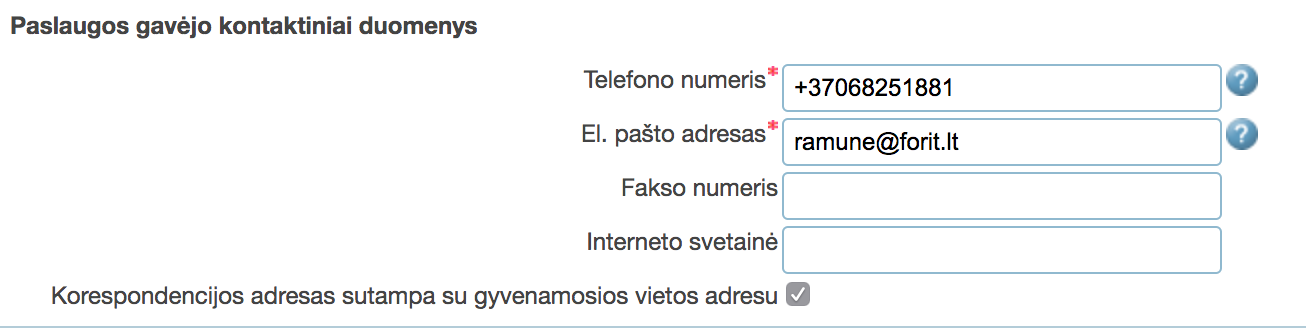 Paslaugos gavėjo kontaktiniai duomenys
Telefono numeris* +37068251881 ?
El. pašto adresas* ramune@forit.lt ?
Fakso numeris
Interneto svetainė
Korespondencijos adresas sutampa su gyvenamosios vietos adresu